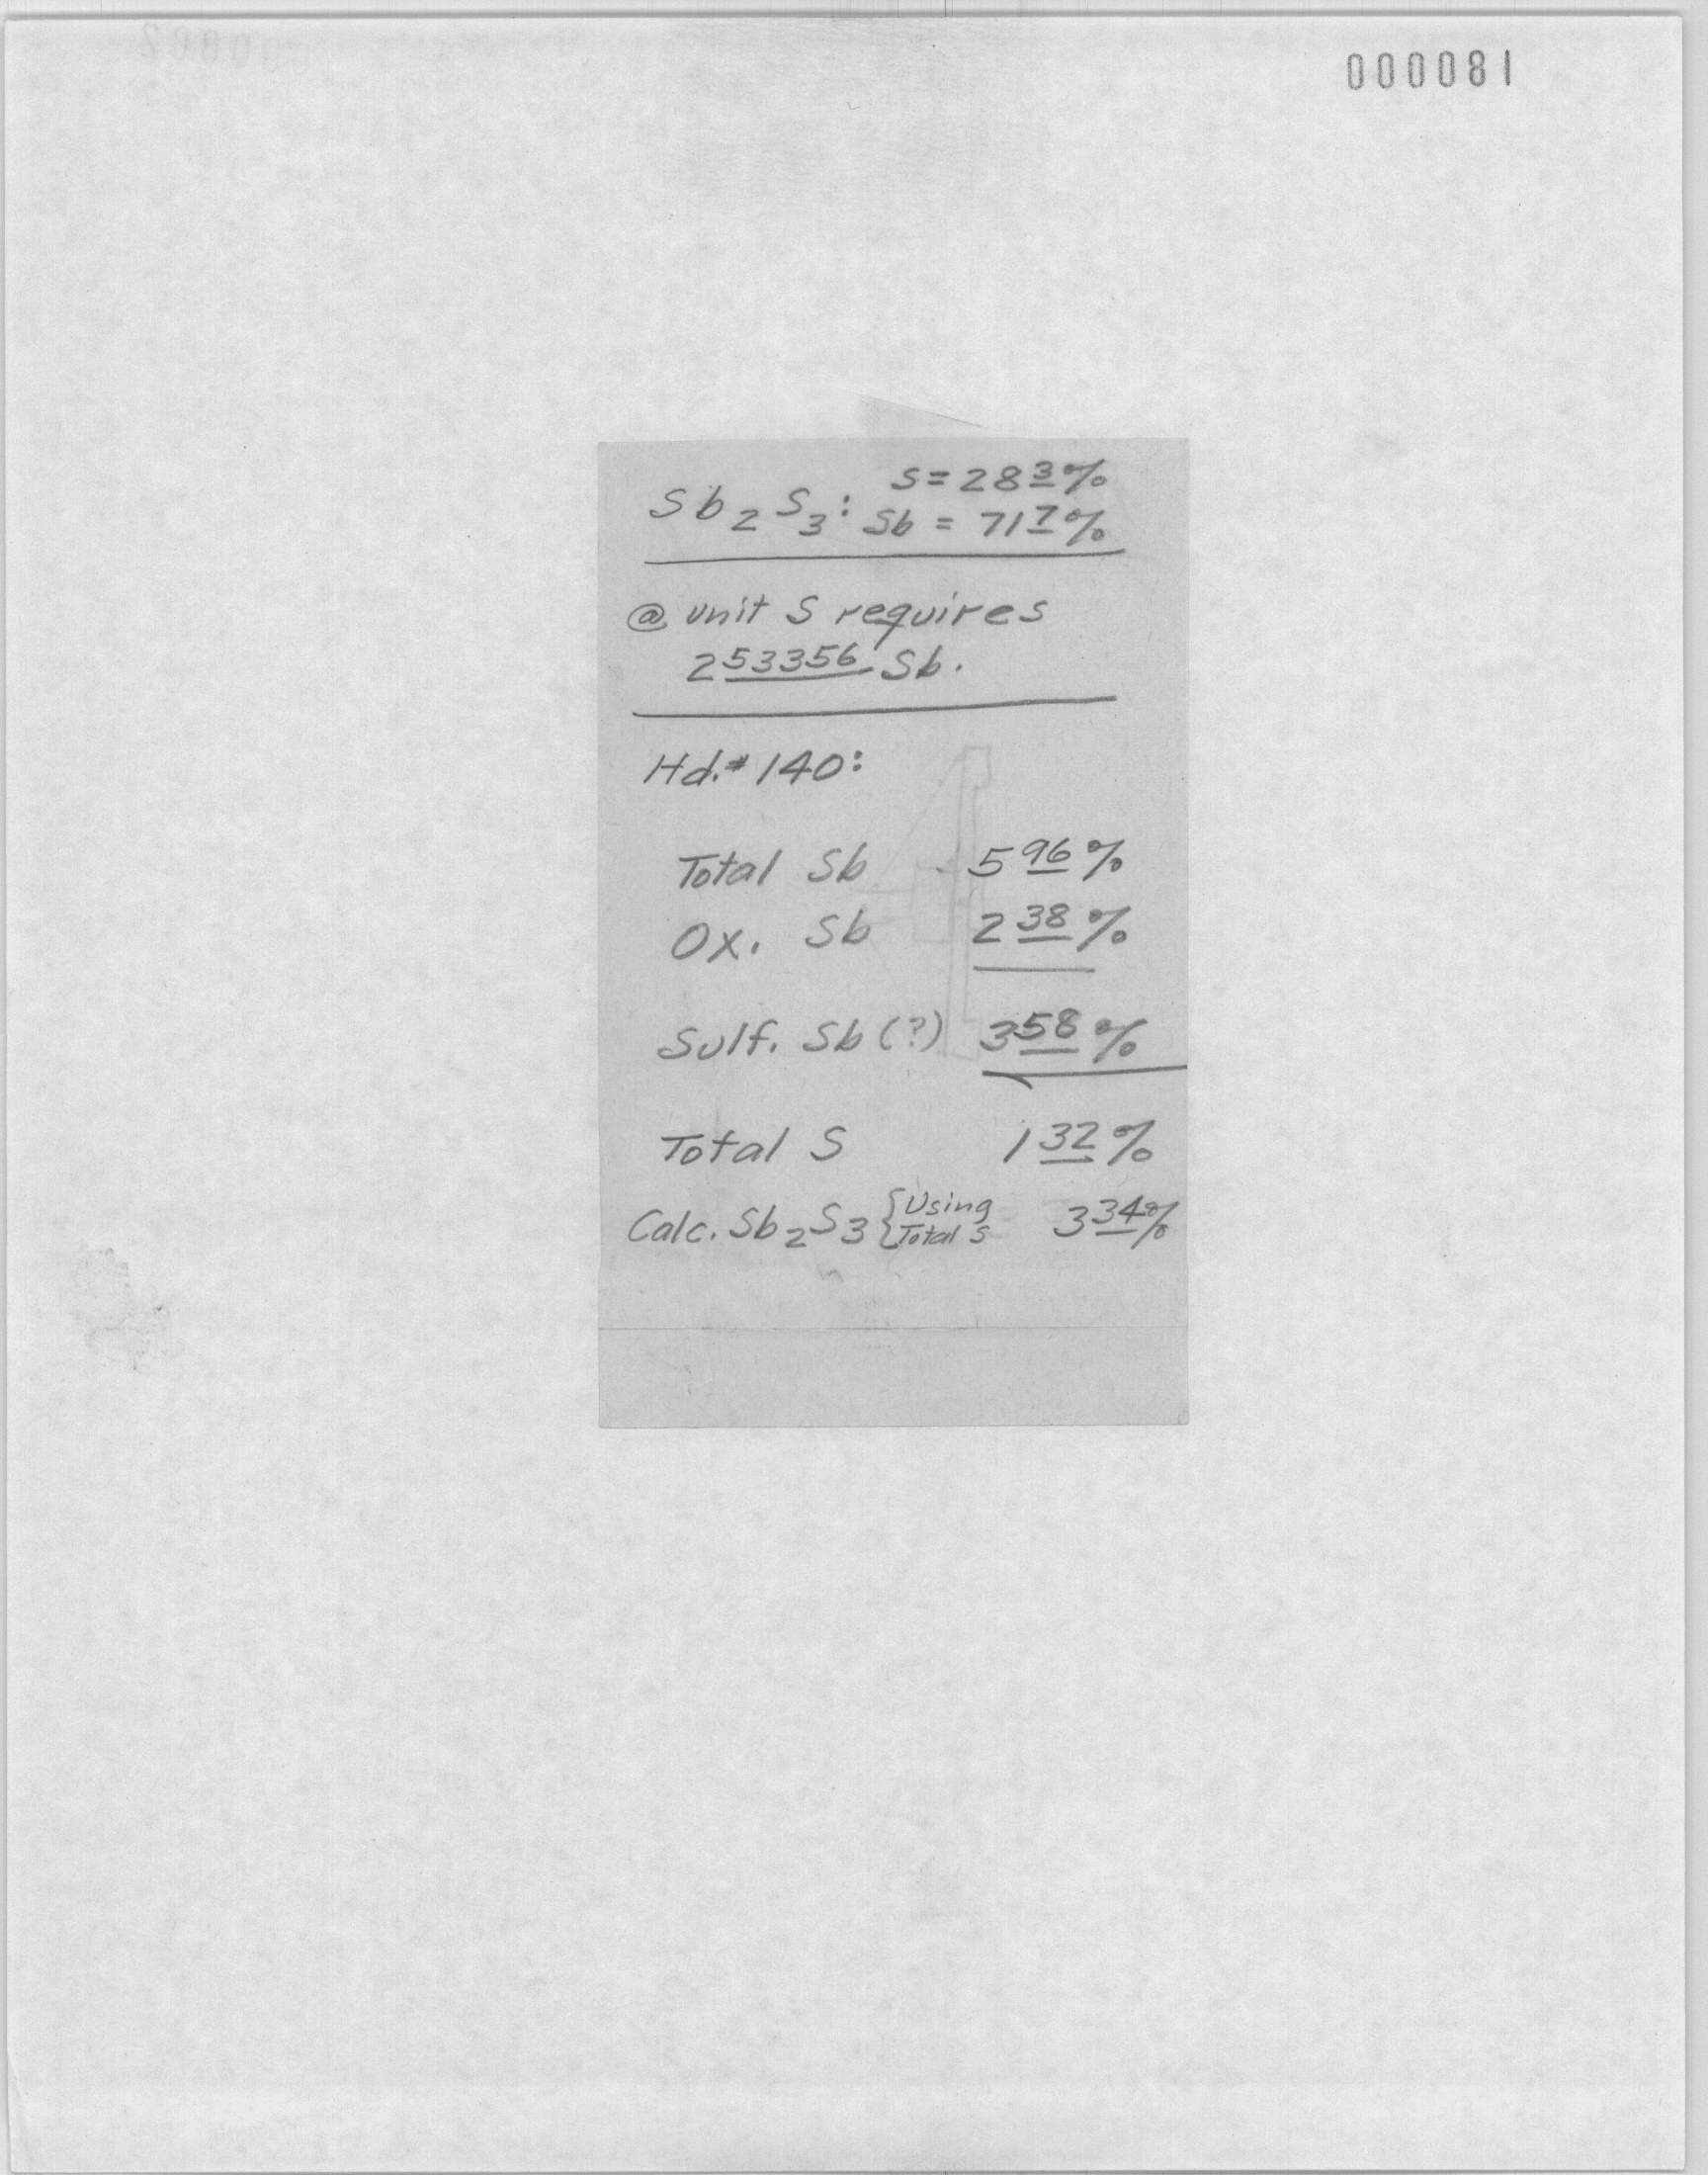 000081
S = 28 3%
Sb2S3: Sb = 71 7%
@ unit S requires
2 53356 Sb.
Hd. # 140:
Total Sb 5 96%
Ox. Sb 2 38%
Sulf. Sb (?) 3 58%
Total S 1 32%
Calc. Sb2S3 { Using Total S 3 34%